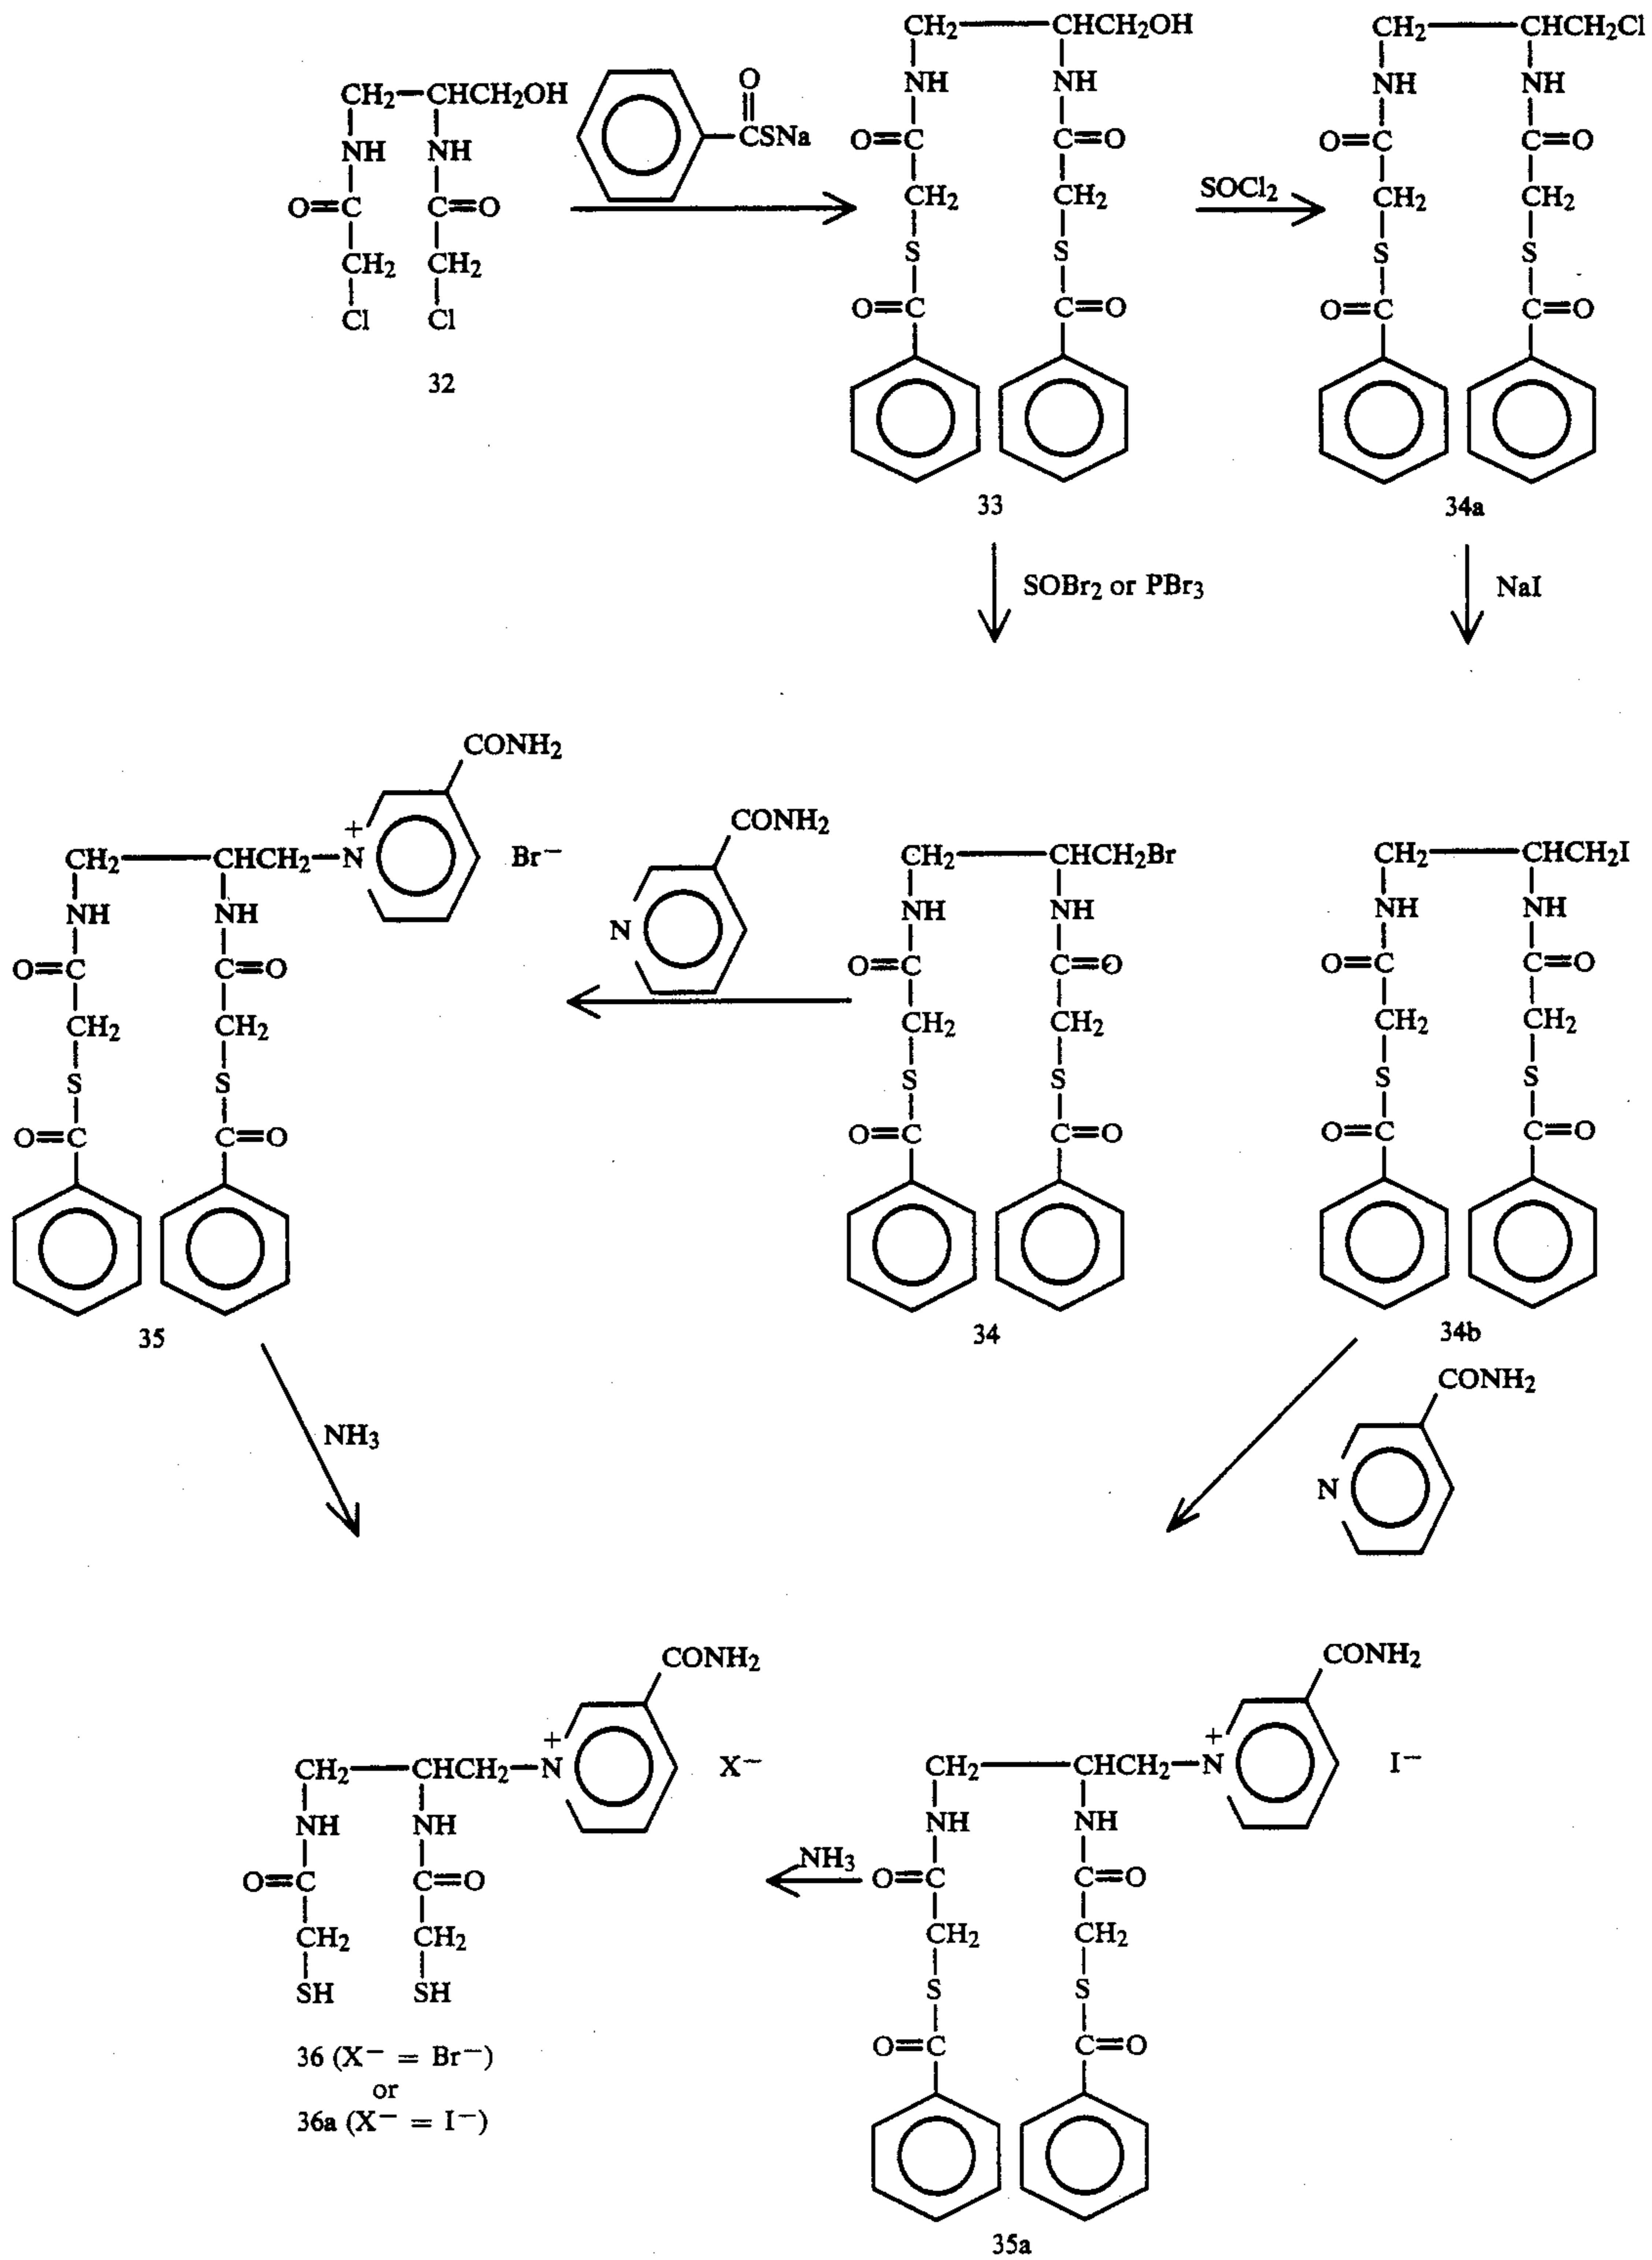 CH2—CHCH2OH
NH NH
O=C C=O
CH2 CH2
Cl Cl
32
O
CSNa
CH2—CHCH2OH
NH NH
O=C C=O
CH2 CH2
S S
O=C C=O
33
SOCl2
CH2—CHCH2Cl
NH NH
O=C C=O
CH2 CH2
S S
O=C C=O
34a
SOBr2 or PBr3
NaI
CONH2
CH2—CHCH2—N+ Br−
NH NH
O=C C=O
CH2 CH2
S S
O=C C=O
35
CONH2
N
CH2—CHCH2Br
NH NH
O=C C=O
CH2 CH2
S S
O=C C=O
34
CH2—CHCH2I
NH NH
O=C C=O
CH2 CH2
S S
O=C C=O
34b
NH3
CONH2
N
CONH2
CH2—CHCH2—N+ X−
NH NH
O=C C=O
CH2 CH2
SH SH
36 (X− = Br−)
or
36a (X− = I−)
NH3
CONH2
CH2—CHCH2—N+ I−
NH NH
O=C C=O
CH2 CH2
S S
O=C C=O
35a